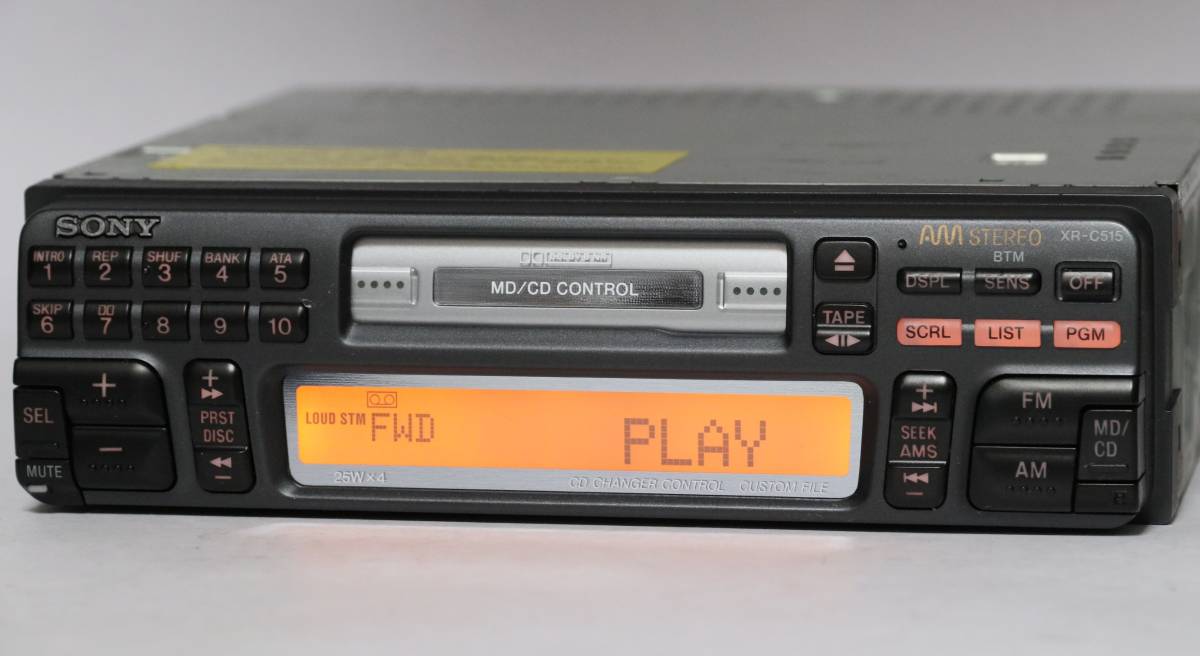 SONY
AM STEREO XR-C515
INTRO REP SHUF BANK ATA
1 2 3 4 5
SKIP
6 7 8 9 10
MD/CD CONTROL
TAPE
BTM
DSPL SENS OFF
SCRL LIST PGM
SEL
+
-
MUTE
+
PRST
DISC
-
LOUD STM FWD PLAY
25W×4
CD CHANGER CONTROL CUSTOM FILE
+
SEEK
AMS
-
FM
AM
MD/
CD